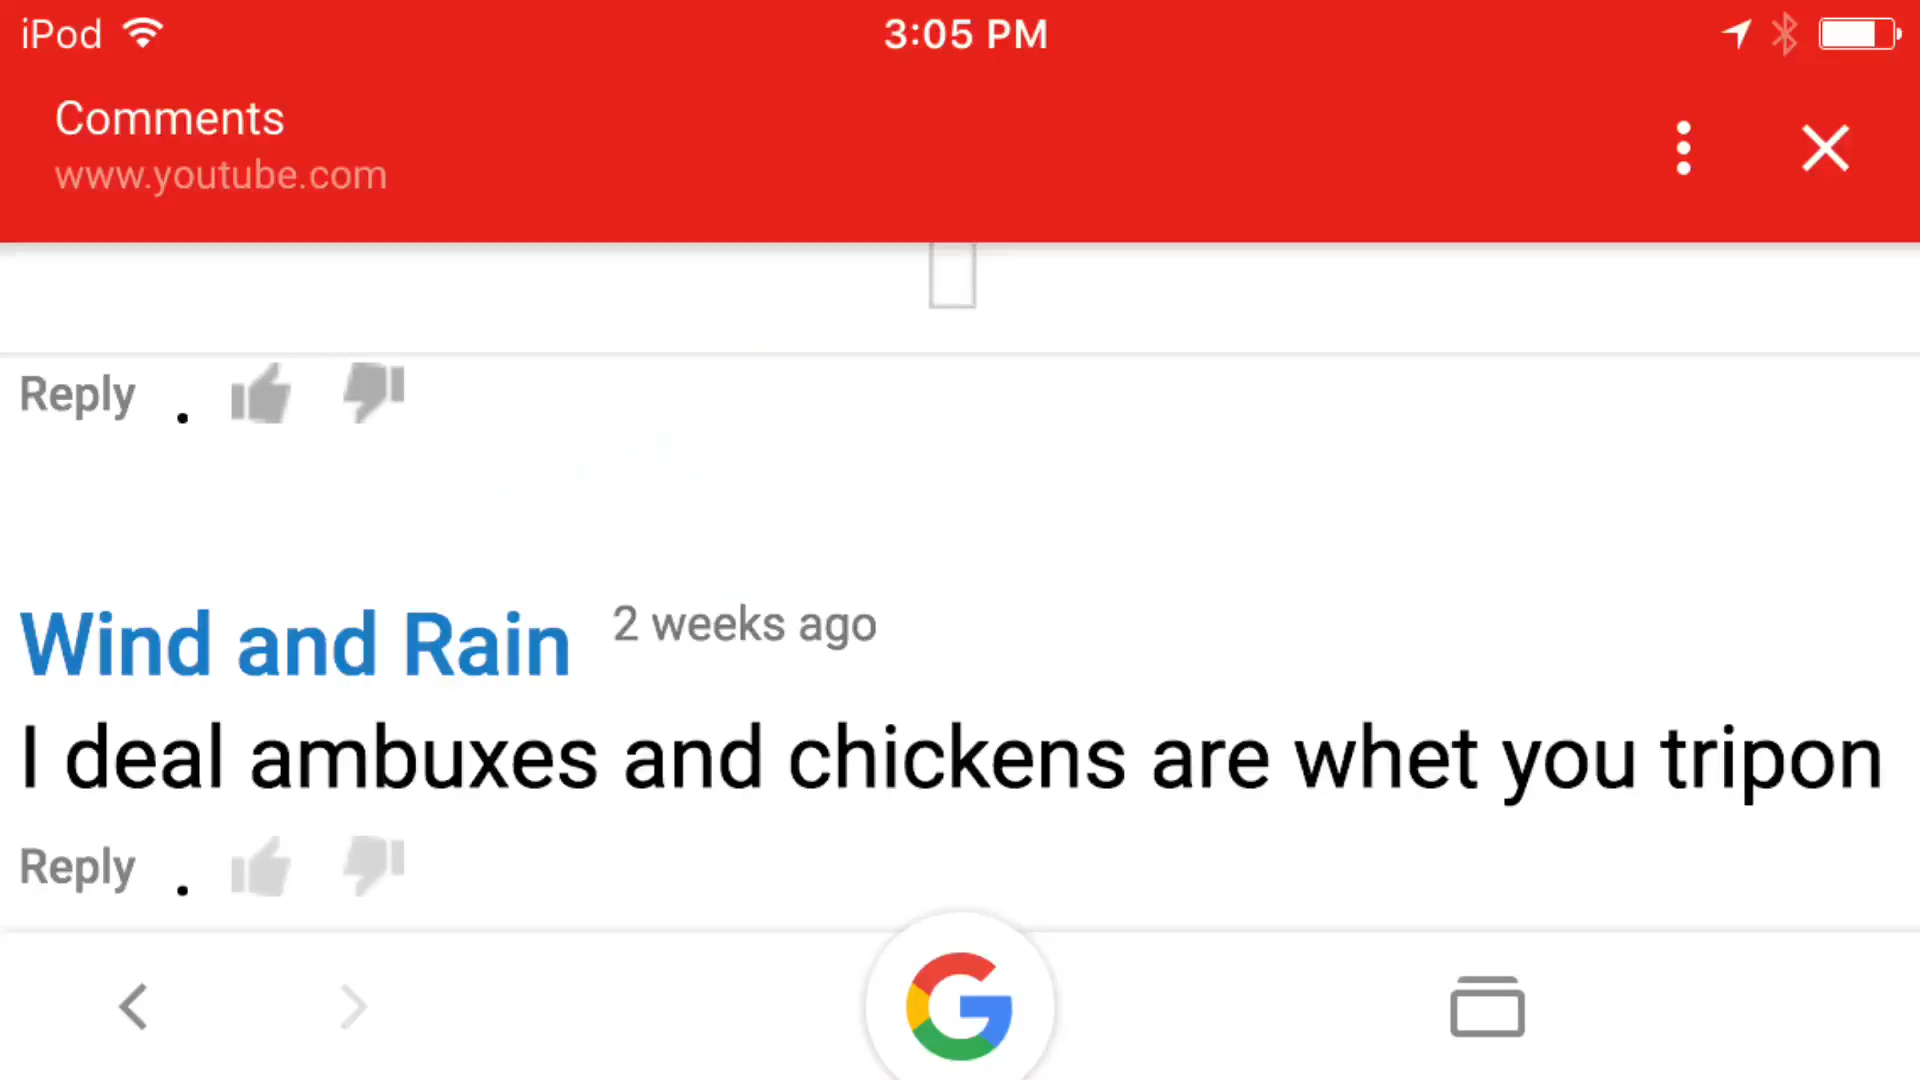 iPod 3:05 PM
Comments
www.youtube.com
Reply .
Wind and Rain 2 weeks ago
I deal ambuxes and chickens are whet you tripon
Reply .
G